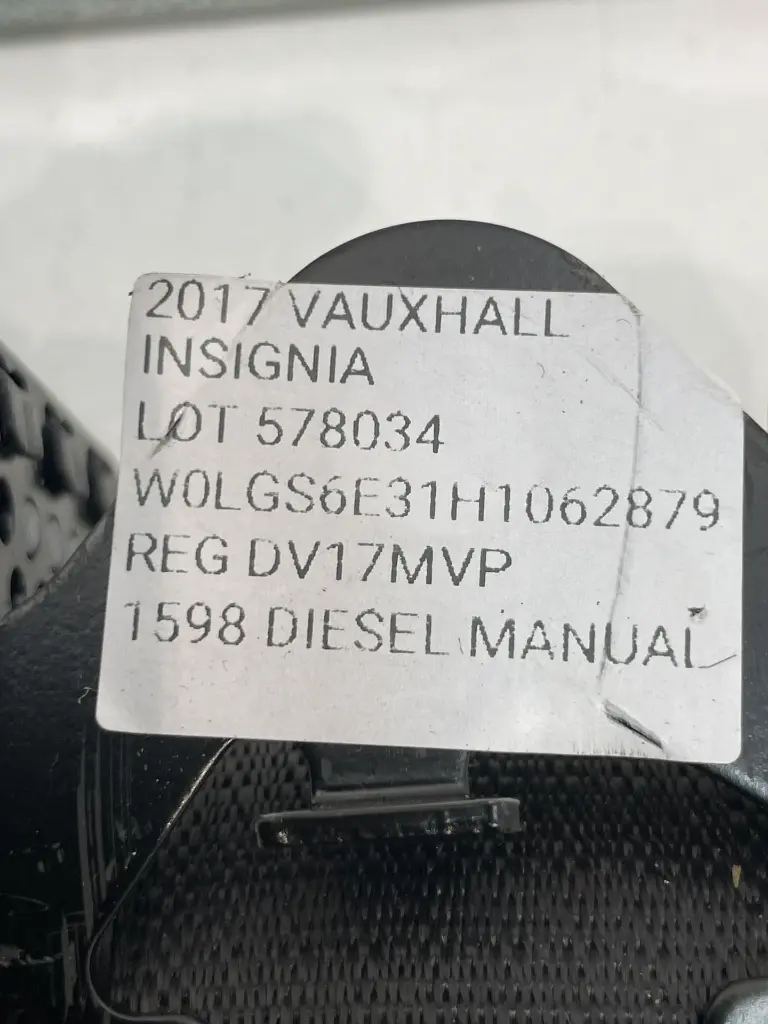 2017 VAUXHALL
INSIGNIA
LOT 578034
W0LGS6E31H1062879
REG DV17MVP
1598 DIESEL MANUAL